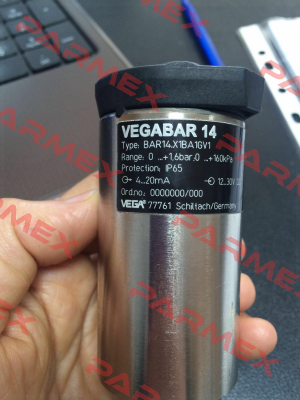 VEGABAR 14
Type: BAR14.X1BA1GV1
Range: 0 ...+1,6bar.0 ...+160kPa
Protection: IP65
4...20mA 12...30V
Ord.no.: 0000000/000
VEGA 77761 Schiltach/Germany
PARMEX
PARMEX
PARMEX
PARMEX
PARMEX